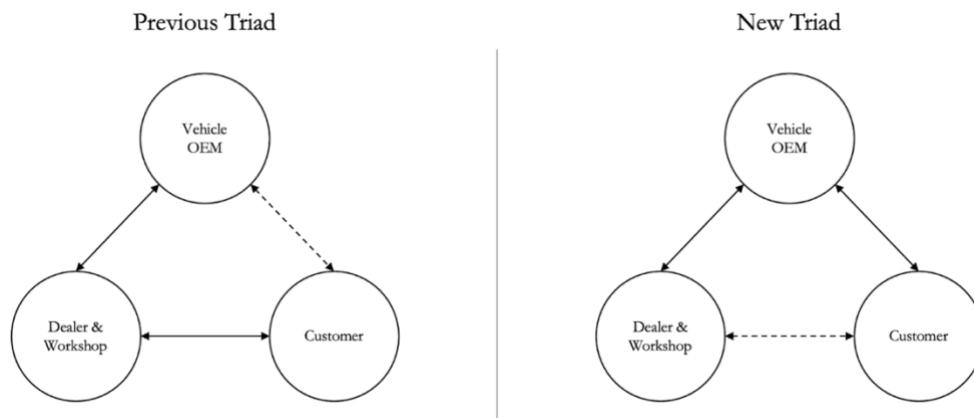 Previous Triad
Vehicle
OEM
Dealer &
Workshop
Customer
New Triad
Vehicle
OEM
Dealer &
Workshop
Customer